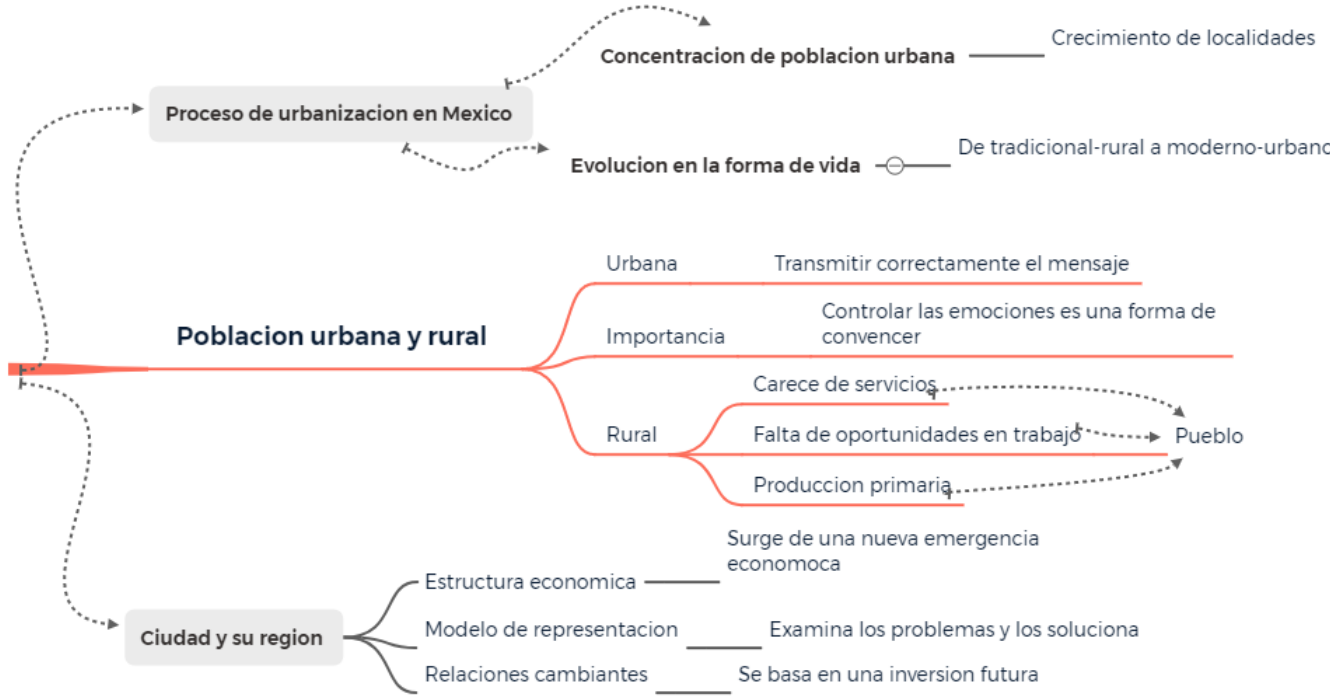 Concentracion de poblacion urbana
Crecimiento de localidades
Proceso de urbanizacion en Mexico
Evolucion en la forma de vida
De tradicional-rural a moderno-urbano
Poblacion urbana y rural
Urbana
Transmitir correctamente el mensaje
Importancia
Controlar las emociones es una forma de
convencer
Rural
Carece de servicios
Falta de oportunidades en trabajo
Produccion primaria
Pueblo
Ciudad y su region
Estructura economica
Surge de una nueva emergencia
economoca
Modelo de representacion
Examina los problemas y los soluciona
Relaciones cambiantes
Se basa en una inversion futura